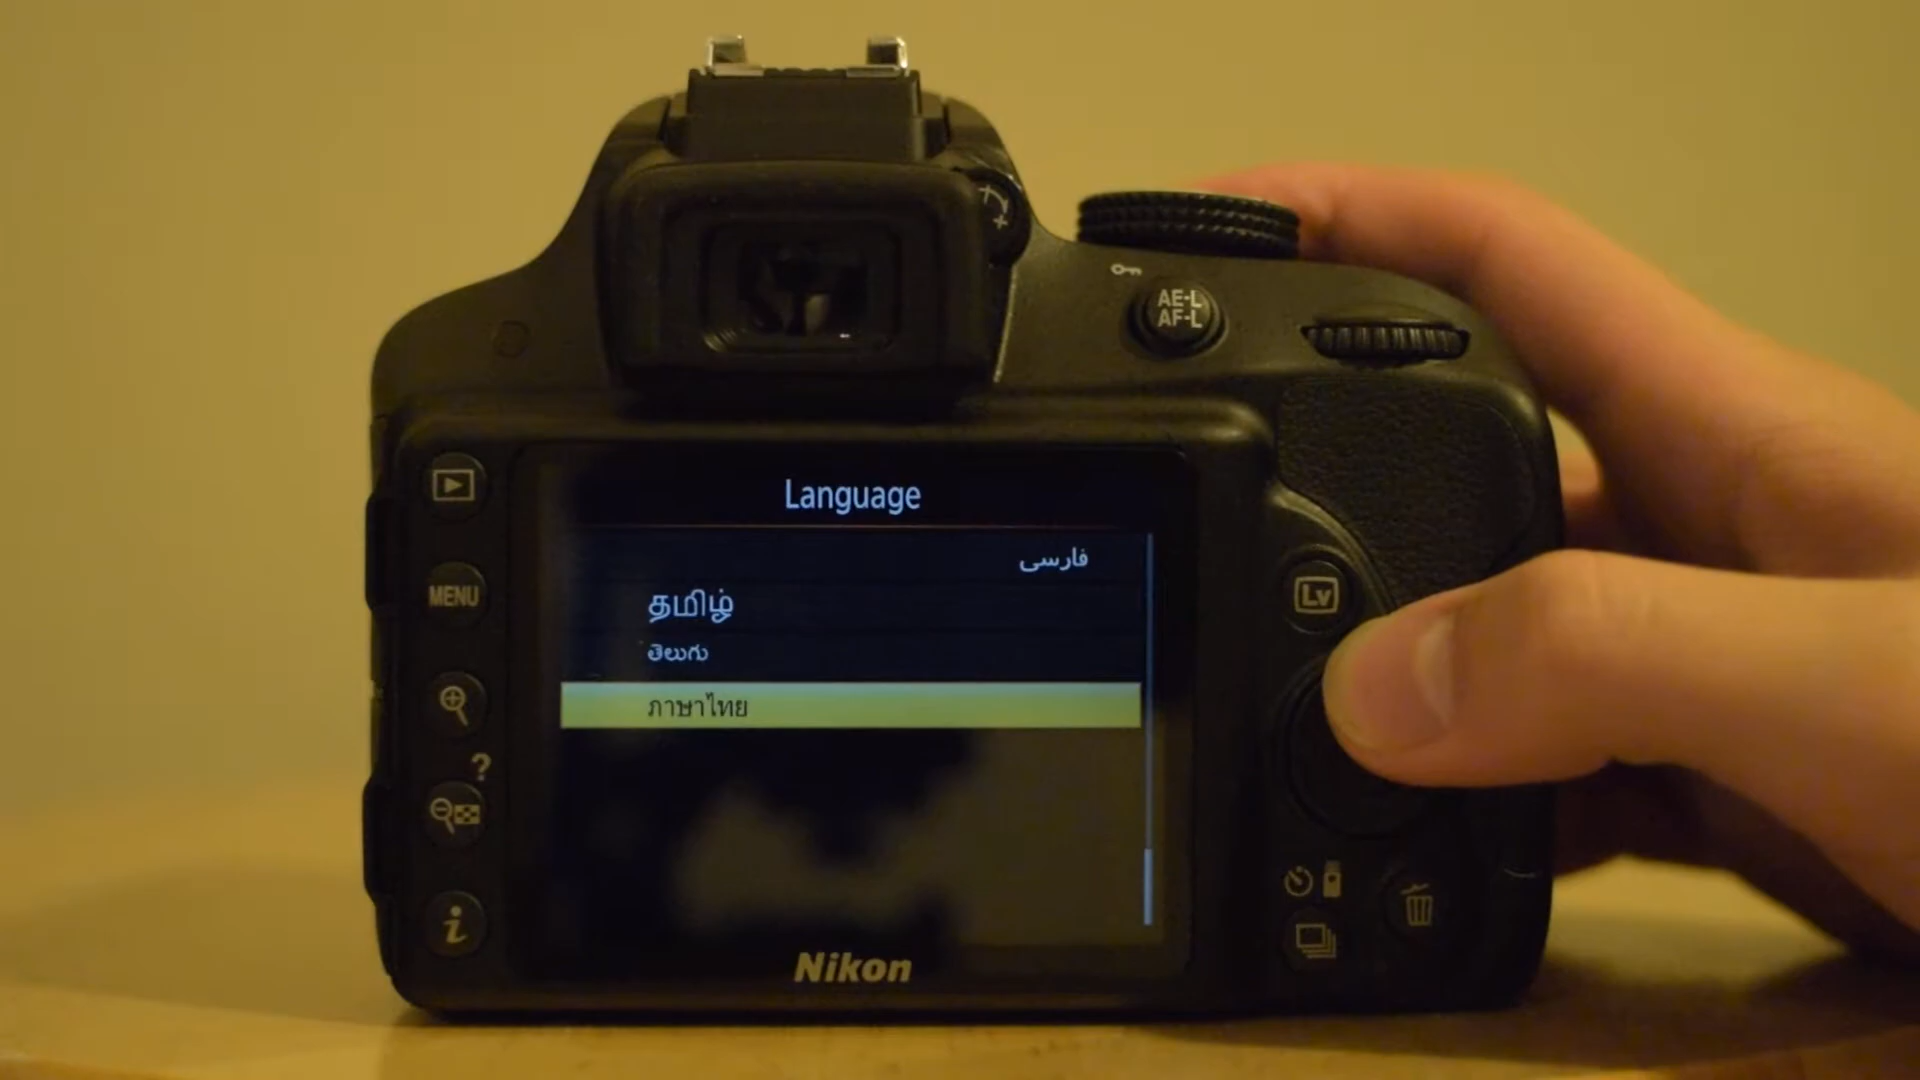 AE-L
AF-L
Language
فارسی
தமிழ்
తెలుగు
ภาษาไทย
MENU
Lv
?
i
Nikon